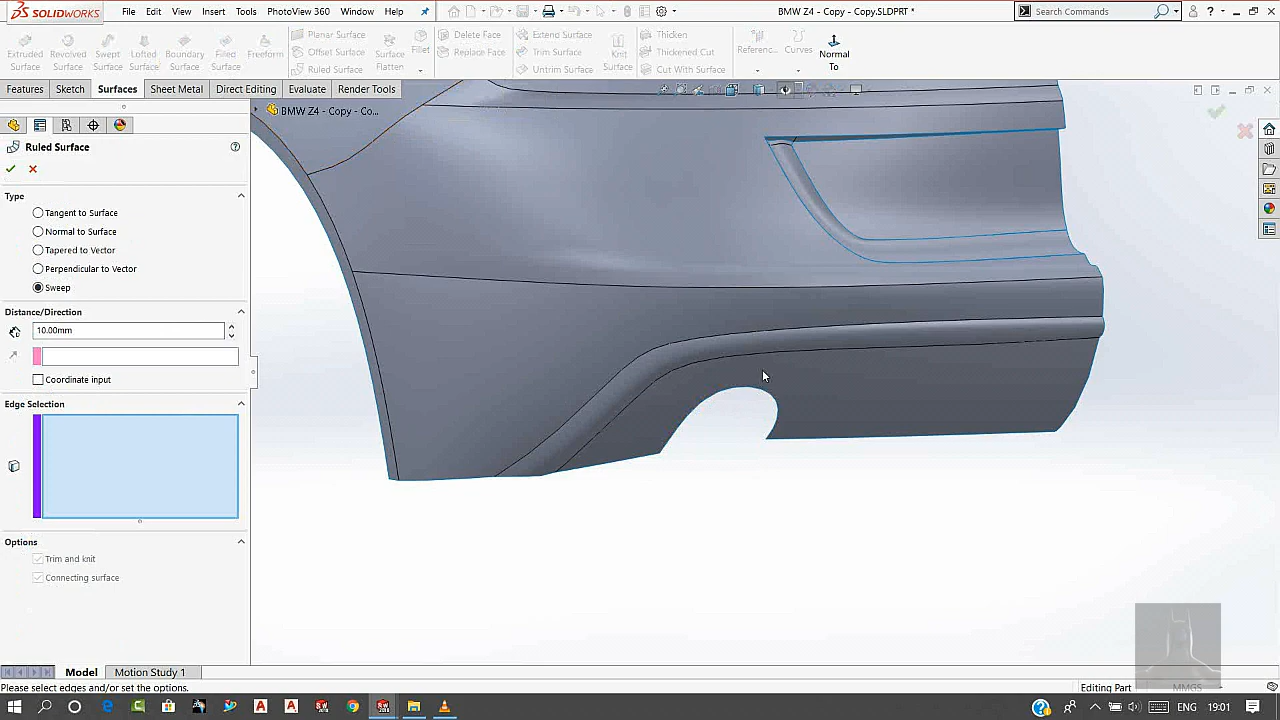 SOLIDWORKS File Edit View Insert Tools PhotoView 360 Window Help BMW Z4 - Copy - Copy.SLDPRT * Search Commands
Extruded Surface Revolved Surface Swept Surface Lofted Surface Boundary Surface Filled Surface Freeform Planar Surface Offset Surface Ruled Surface Surface Flatten Fillet Delete Face Replace Face Extend Surface Trim Surface Untrim Surface Knit Surface Thicken Thickened Cut Cut With Surface Referenc... Curves Normal To
Features Sketch Surfaces Sheet Metal Direct Editing Evaluate Render Tools
BMW Z4 - Copy - Co...
Ruled Surface
Type
Tangent to Surface
Normal to Surface
Tapered to Vector
Perpendicular to Vector
Sweep
Distance/Direction
10.00mm
Coordinate input
Edge Selection
Options
Trim and knit
Connecting surface
Model Motion Study 1
Please select edges and/or set the options. Editing Part MMGS
ENG 19:01